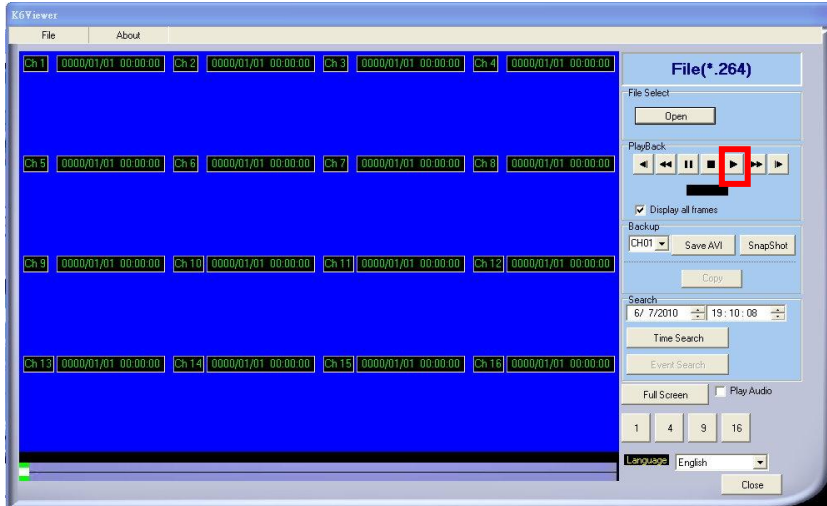 K6Viewer
File About
Ch 1 0000/01/01 00:00:00 Ch 2 0000/01/01 00:00:00 Ch 3 0000/01/01 00:00:00 Ch 4 0000/01/01 00:00:00
Ch 5 0000/01/01 00:00:00 Ch 6 0000/01/01 00:00:00 Ch 7 0000/01/01 00:00:00 Ch 8 0000/01/01 00:00:00
Ch 9 0000/01/01 00:00:00 Ch 10 0000/01/01 00:00:00 Ch 11 0000/01/01 00:00:00 Ch 12 0000/01/01 00:00:00
Ch 13 0000/01/01 00:00:00 Ch 14 0000/01/01 00:00:00 Ch 15 0000/01/01 00:00:00 Ch 16 0000/01/01 00:00:00
File(*.264)
File Select
Open
PlayBack
Display all frames
Backup
CH01 Save AVI SnapShot
Copy
Search
6/ 7/2010 19:10:08
Time Search
Event Search
Full Screen Play Audio
1 4 9 16
Language English
Close